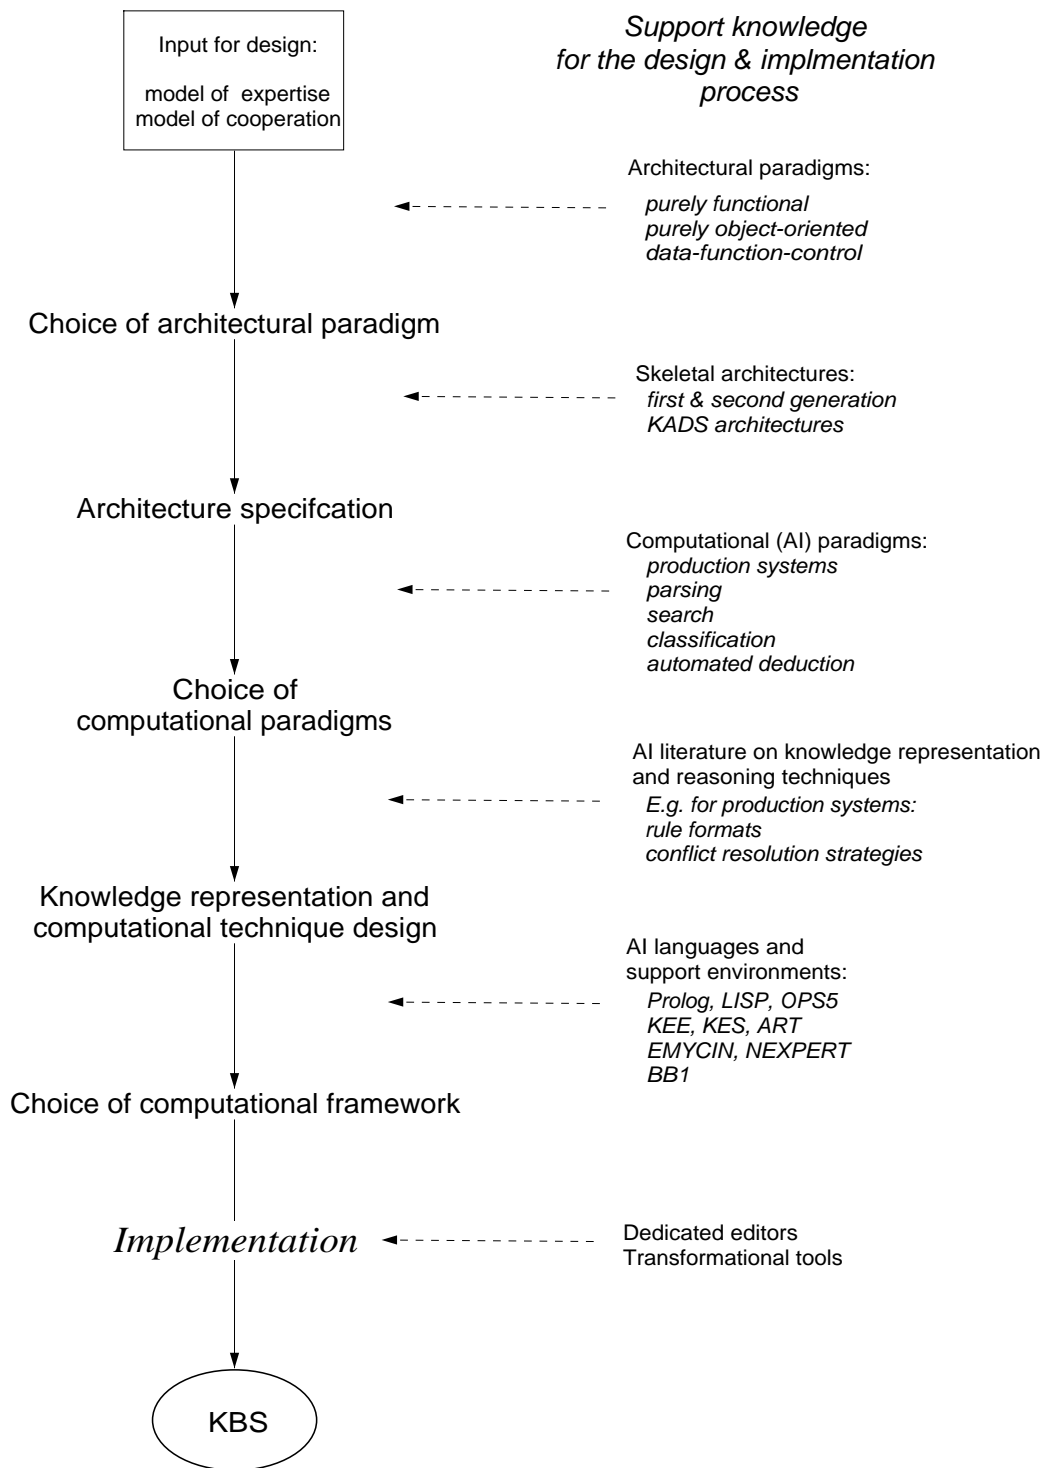 Input for design:
model of expertise
model of cooperation
Support knowledge
for the design & implmentation
process
Architectural paradigms:
purely functional
purely object-oriented
data-function-control
Choice of architectural paradigm
Skeletal architectures:
first & second generation
KADS architectures
Architecture specifcation
Computational (AI) paradigms:
production systems
parsing
search
classification
automated deduction
Choice of
computational paradigms
AI literature on knowledge representation
and reasoning techniques
E.g. for production systems:
rule formats
conflict resolution strategies
Knowledge representation and
computational technique design
AI languages and
support environments:
Prolog, LISP, OPS5
KEE, KES, ART
EMYCIN, NEXPERT
BB1
Choice of computational framework
Implementation
Dedicated editors
Transformational tools
KBS